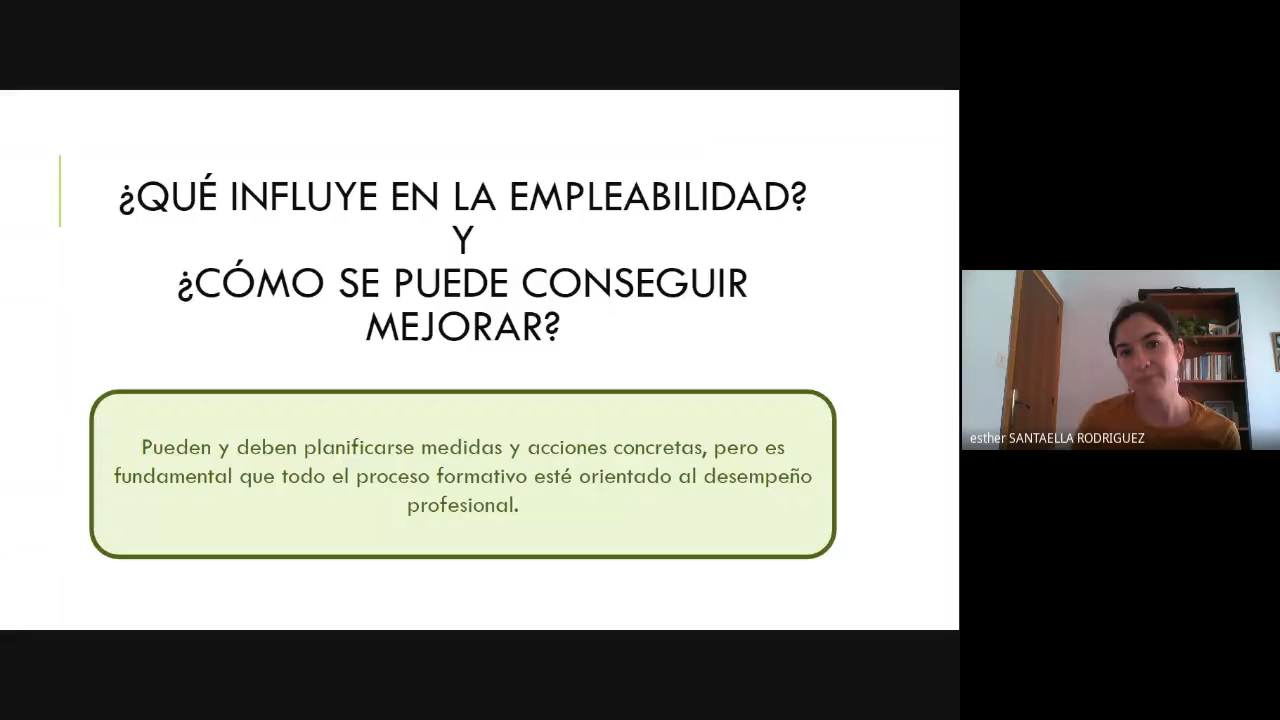 ¿QUÉ INFLUYE EN LA EMPLEABILIDAD?
Y
¿CÓMO SE PUEDE CONSEGUIR
MEJORAR?
Pueden y deben planificarse medidas y acciones concretas, pero es
fundamental que todo el proceso formativo esté orientado al desempeño
profesional.
esther SANTAELLA RODRIGUEZ